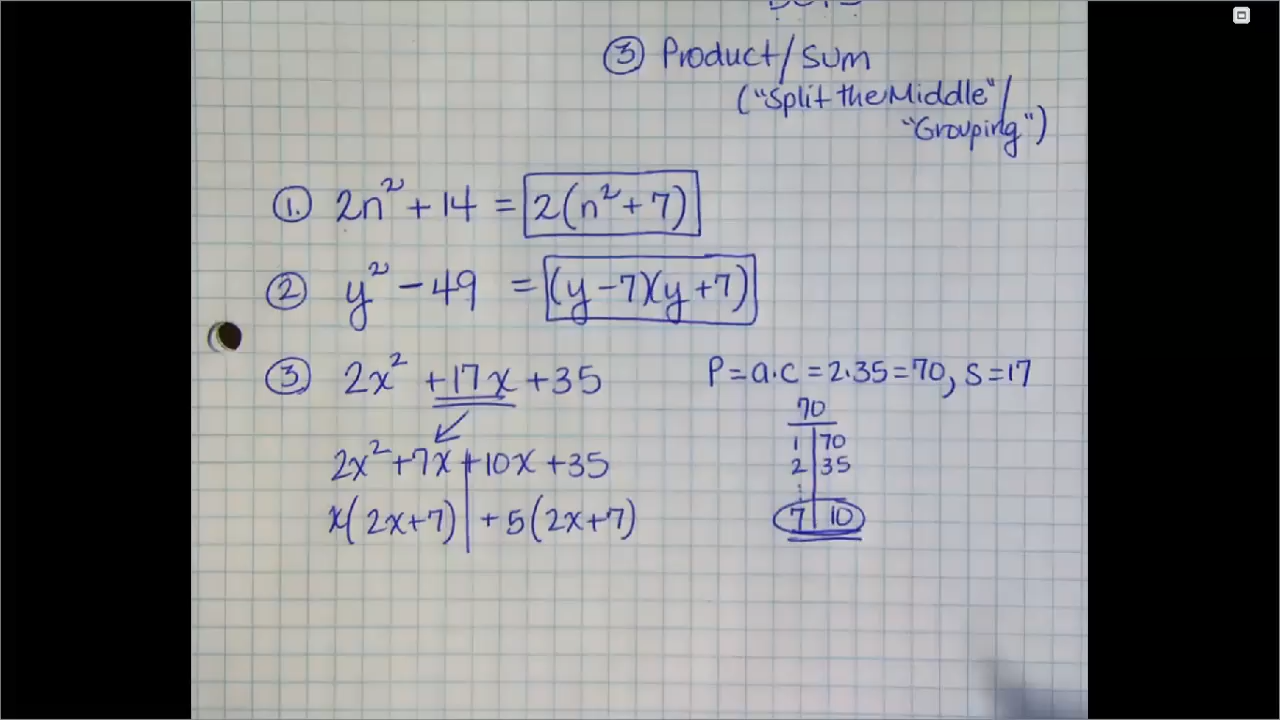 ③ Product/Sum
("Split the Middle"/
"Grouping")
①. 2n² + 14 = 2(n² + 7)
② y² - 49 = (y - 7)(y + 7)
③. 2x² + 17x + 35
P = a·c = 2·35 = 70, S = 17
70
1 | 70
2 | 35
⋮
7 | 10
2x² + 7x + 10x + 35
x(2x+7) + 5(2x+7)